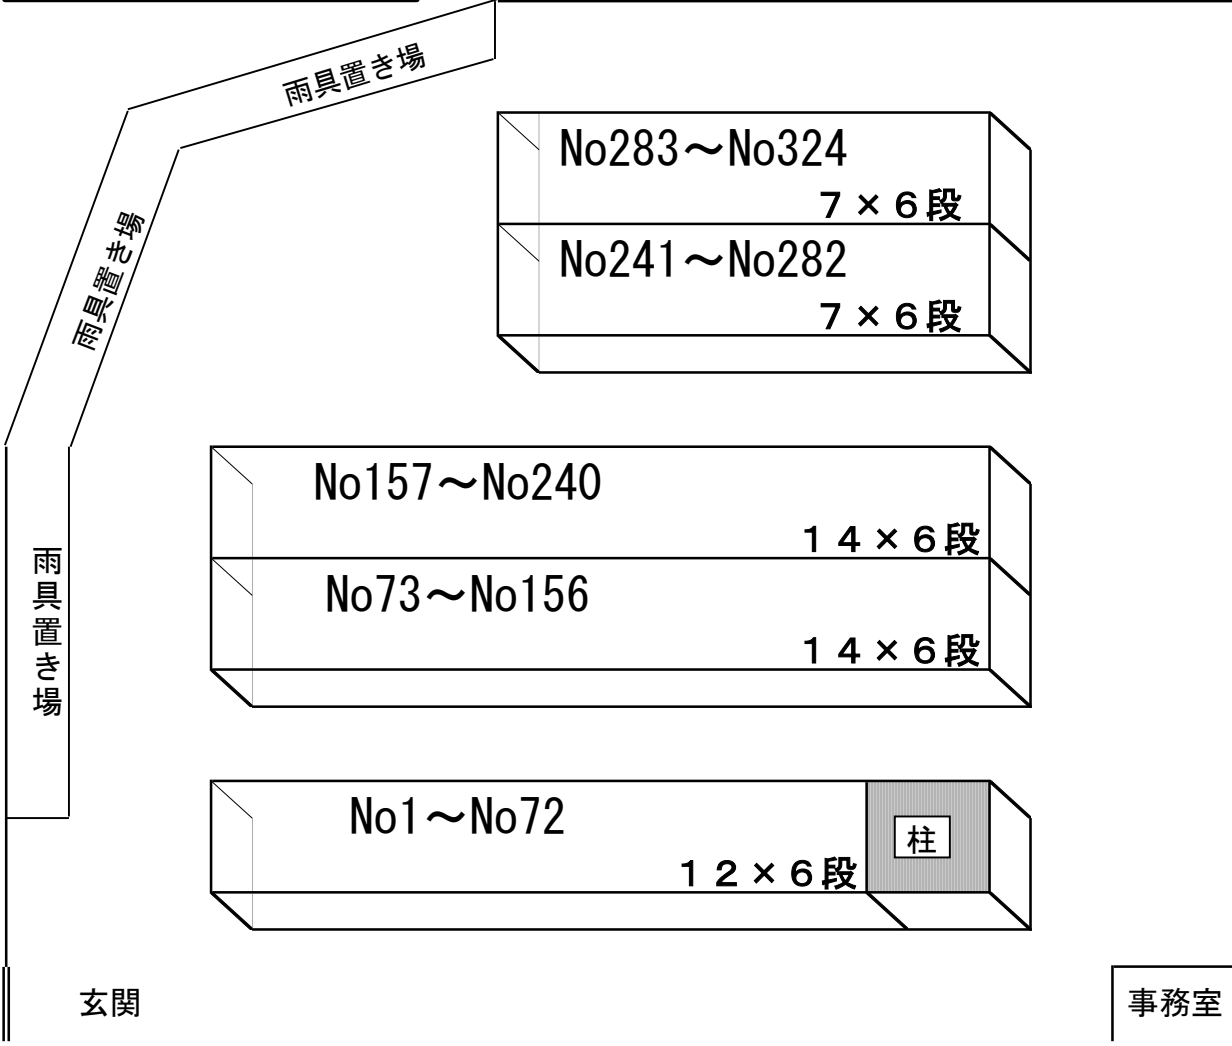 雨具置き場
No283～No324
７×６段
雨具置き場
No241～No282
７×６段
No157～No240
１４×６段
雨具置き場
No73～No156
１４×６段
No1～No72
柱
１２×６段
玄関
事務室